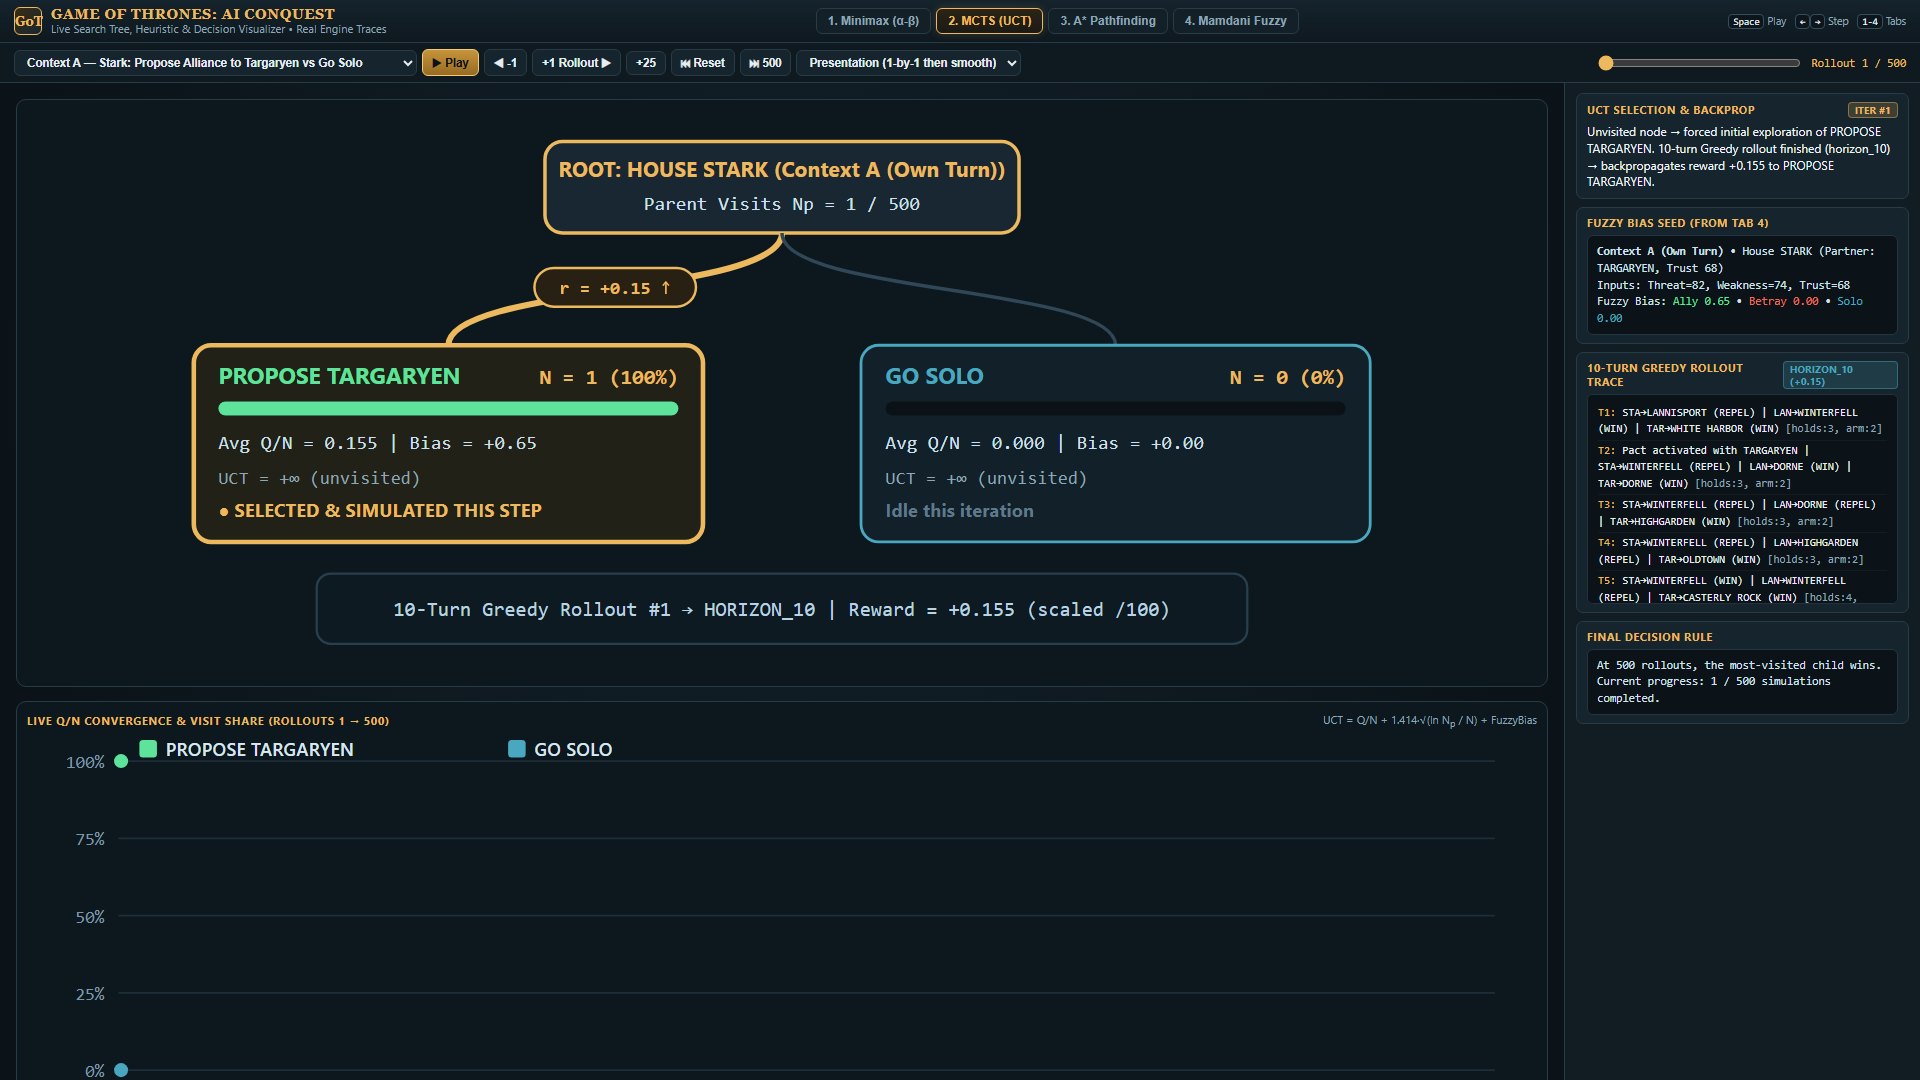 GoT
GAME OF THRONES: AI CONQUEST
Live Search Tree, Heuristic & Decision Visualizer • Real Engine Traces
1. Minimax (α-β)
2. MCTS (UCT)
3. A* Pathfinding
4. Mamdani Fuzzy
Space Play ← → Step 1-4 Tabs
Context A — Stark: Propose Alliance to Targaryen vs Go Solo
▶ Play
◀ -1
+1 Rollout ▶
+25
⏮ Reset
⏭ 500
Presentation (1-by-1 then smooth)
Rollout 1 / 500
ROOT: HOUSE STARK (Context A (Own Turn))
Parent Visits Np = 1 / 500
r = +0.15 ↑
PROPOSE TARGARYEN N = 1 (100%)
Avg Q/N = 0.155 | Bias = +0.65
UCT = +∞ (unvisited)
● SELECTED & SIMULATED THIS STEP
GO SOLO N = 0 (0%)
Avg Q/N = 0.000 | Bias = +0.00
UCT = +∞ (unvisited)
Idle this iteration
10-Turn Greedy Rollout #1 → HORIZON_10 | Reward = +0.155 (scaled /100)
LIVE Q/N CONVERGENCE & VISIT SHARE (ROLLOUTS 1 → 500)
UCT = Q/N + 1.414·√(ln Np / N) + FuzzyBias
PROPOSE TARGARYEN
GO SOLO
100%
75%
50%
25%
0%
UCT SELECTION & BACKPROP ITER #1
Unvisited node → forced initial exploration of PROPOSE
TARGARYEN. 10-turn Greedy rollout finished (horizon_10)
→ backpropagates reward +0.155 to PROPOSE
TARGARYEN.
FUZZY BIAS SEED (FROM TAB 4)
Context A (Own Turn) • House STARK (Partner:
TARGARYEN, Trust 68)
Inputs: Threat=82, Weakness=74, Trust=68
Fuzzy Bias: Ally 0.65 • Betray 0.00 • Solo
0.00
10-TURN GREEDY ROLLOUT
TRACE
HORIZON_10
(+0.15)
T1: STA→LANNISPORT (REPEL) | LAN→WINTERFELL
(WIN) | TAR→WHITE HARBOR (WIN) [holds:3, arm:2]
T2: Pact activated with TARGARYEN |
STA→WINTERFELL (REPEL) | LAN→DORNE (WIN) |
TAR→DORNE (WIN) [holds:3, arm:2]
T3: STA→WINTERFELL (REPEL) | LAN→DORNE (REPEL)
| TAR→HIGHGARDEN (WIN) [holds:3, arm:2]
T4: STA→WINTERFELL (REPEL) | LAN→HIGHGARDEN
(REPEL) | TAR→OLDTOWN (WIN) [holds:3, arm:2]
T5: STA→WINTERFELL (WIN) | LAN→WINTERFELL
(REPEL) | TAR→CASTERLY ROCK (WIN) [holds:4,
FINAL DECISION RULE
At 500 rollouts, the most-visited child wins.
Current progress: 1 / 500 simulations
completed.